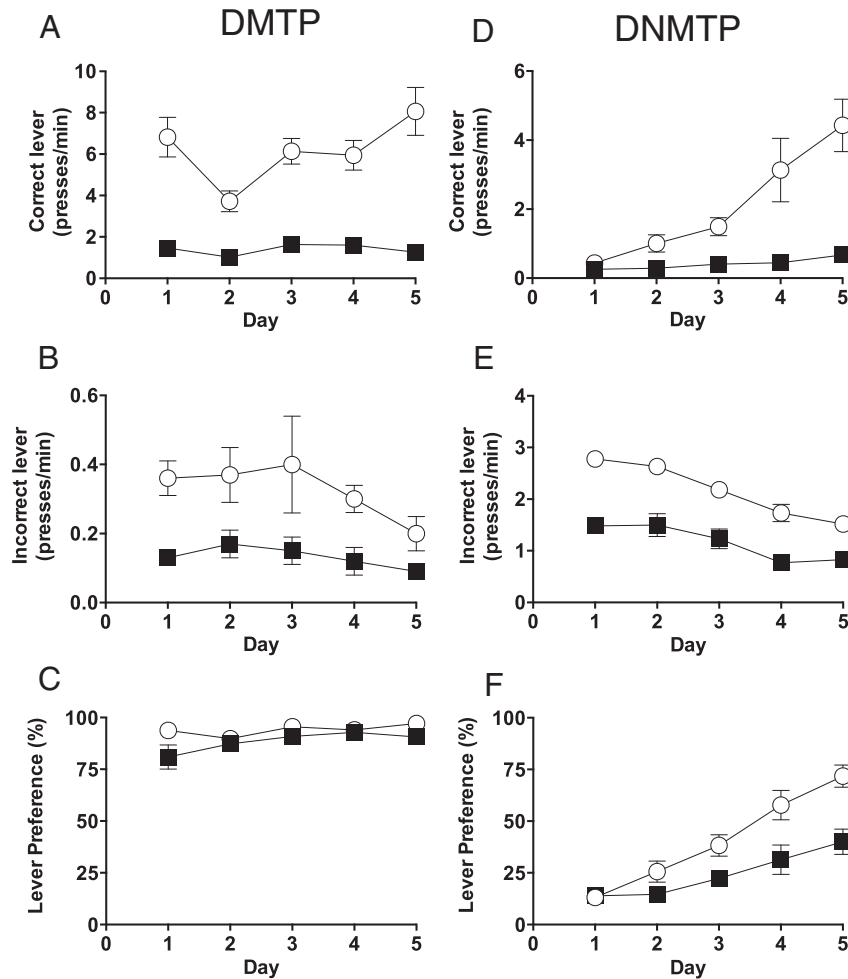 DMTP
DNMTP
A
Correct lever
(presses/min)
10
8
6
4
2
0
0 1 2 3 4 5
Day
B
Incorrect lever
(presses/min)
0.6
0.4
0.2
0.0
0 1 2 3 4 5
Day
C
Lever Preference (%)
100
75
50
25
0
0 1 2 3 4 5
Day
D
Correct lever
(presses/min)
6
4
2
0
0 1 2 3 4 5
Day
E
Incorrect lever
(presses/min)
4
3
2
1
0
0 1 2 3 4 5
Day
F
Lever Preference (%)
100
75
50
25
0
0 1 2 3 4 5
Day